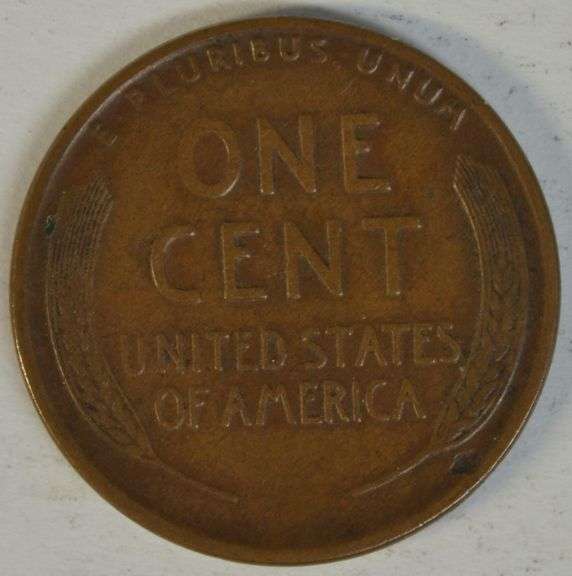 E PLURIBUS UNUM
ONE
CENT
UNITED STATES
OF AMERICA